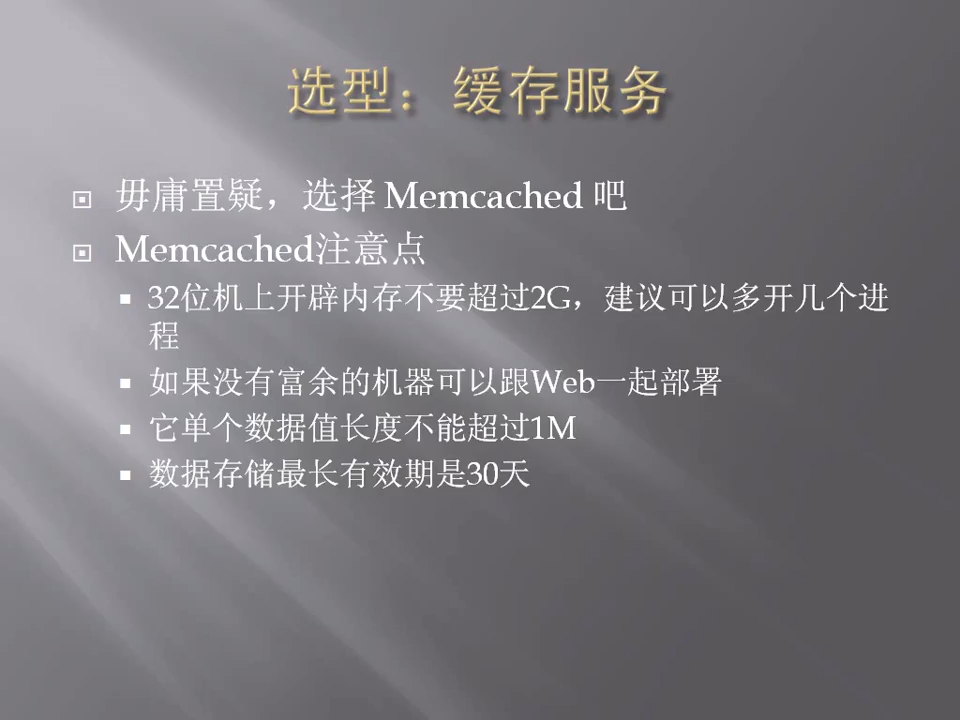 选型：缓存服务
毋庸置疑，选择 Memcached 吧
Memcached注意点
32位机上开辟内存不要超过2G，建议可以多开几个进
程
如果没有富余的机器可以跟Web一起部署
它单个数据值长度不能超过1M
数据存储最长有效期是30天